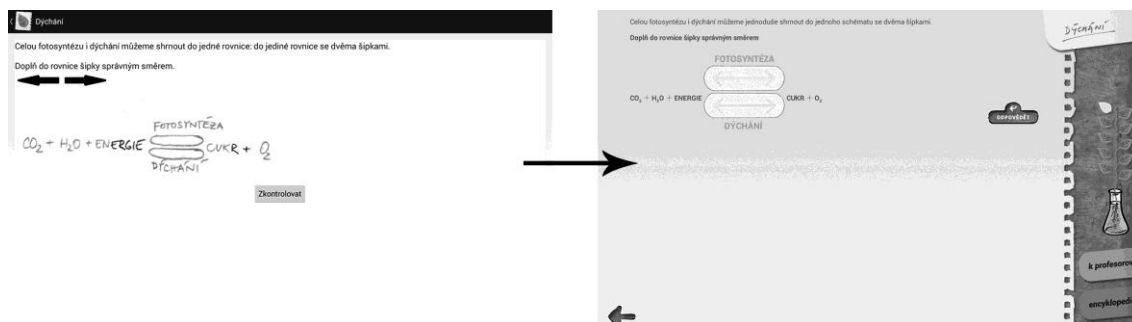 Dýchání
Celou fotosyntézu i dýchání můžeme shrnout do jedné rovnice: do jediné rovnice se dvěma šipkami.
Doplň do rovnice šipky správným směrem.
FOTOSYNTÉZA
CO₂ + H₂O + ENERGIE CUKR + O₂
DÝCHÁNÍ
Zkontrolovat
Celou fotosyntézu i dýchání můžeme jednoduše shrnout do jednoho schématu se dvěma šipkami.
Doplň do rovnice šipky správným směrem
FOTOSYNTÉZA
CO₂ + H₂O + ENERGIE CUKR + O₂
DÝCHÁNÍ
ODPOVĚDĚT
DÝCHÁNÍ
k profesorov
encyklopedi